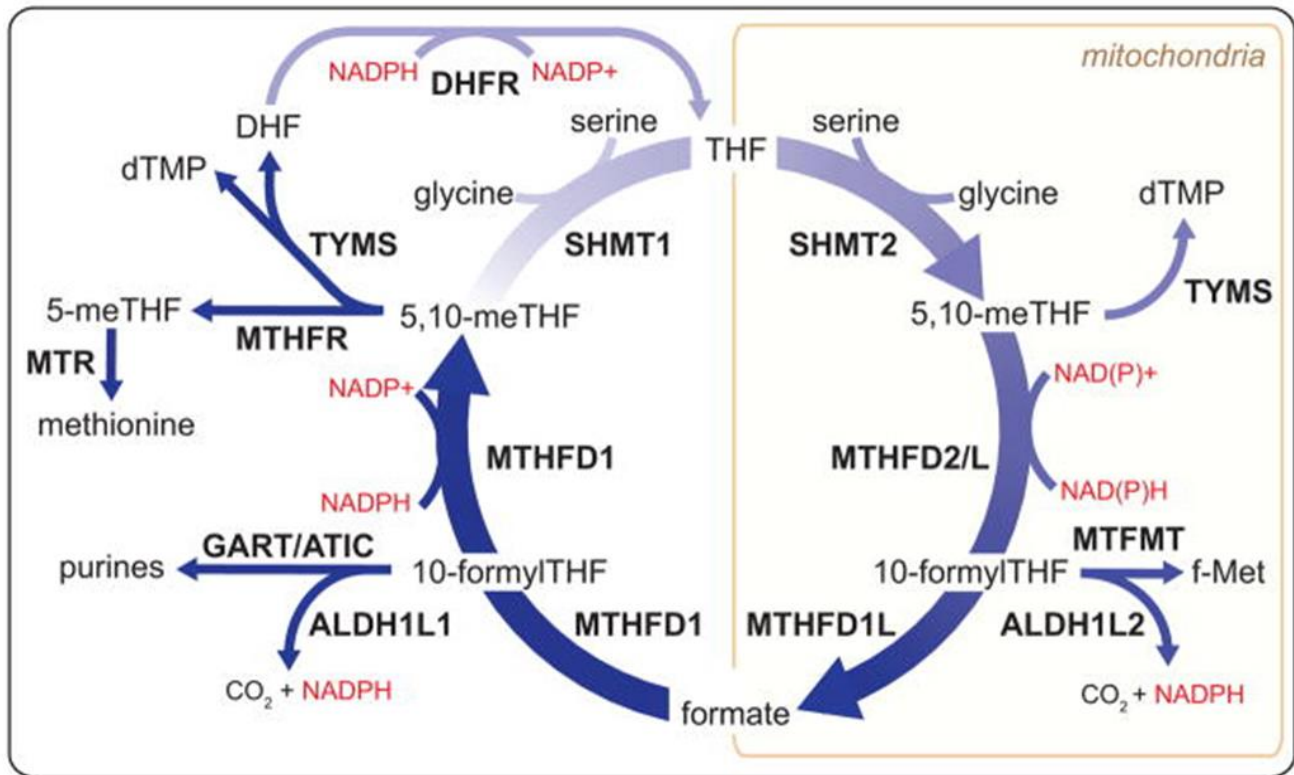 mitochondria
NADPH
DHFR
NADP+
DHF
serine
THF
serine
dTMP
glycine
glycine
dTMP
TYMS
SHMT1
SHMT2
TYMS
5-meTHF
MTHFR
5,10-meTHF
5,10-meTHF
MTR
NADP+
NAD(P)+
methionine
MTHFD1
MTHFD2/L
NADPH
NAD(P)H
GART/ATIC
MTFMT
purines
10-formylTHF
10-formylTHF
f-Met
ALDH1L1
MTHFD1
MTHFD1L
ALDH1L2
CO2 + NADPH
formate
CO2 + NADPH